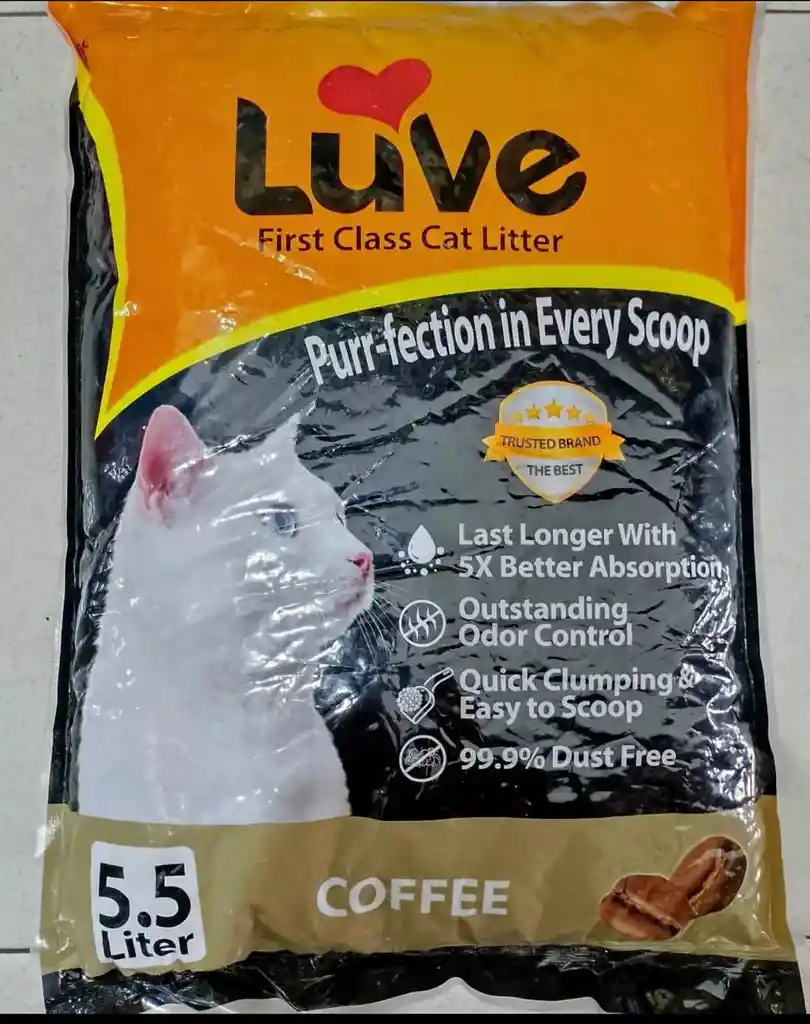 Luve
First Class Cat Litter
Purr-fection in Every Scoop
TRUSTED BRAND
THE BEST
Last Longer With
5X Better Absorption
Outstanding
Odor Control
Quick Clumping &
Easy to Scoop
99.9% Dust Free
5.5
Liter
COFFEE